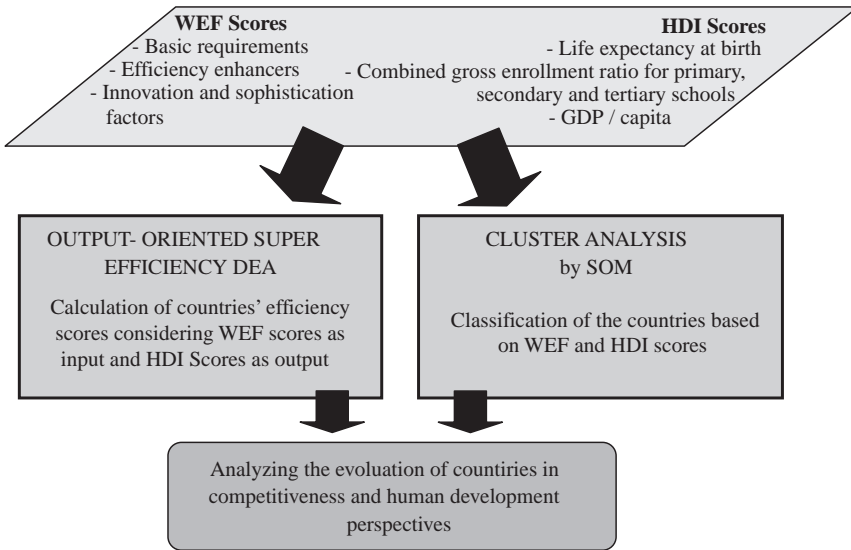 WEF Scores
- Basic requirements
- Efficiency enhancers
- Innovation and sophistication
factors
HDI Scores
- Life expectancy at birth
- Combined gross enrollment ratio for primary,
secondary and tertiary schools
- GDP / capita
OUTPUT- ORIENTED SUPER
EFFICIENCY DEA
Calculation of countries’ efficiency
scores considering WEF scores as
input and HDI Scores as output
CLUSTER ANALYSIS
by SOM
Classification of the countries based
on WEF and HDI scores
Analyzing the evaluation of countiries in
competitiveness and human development
perspectives